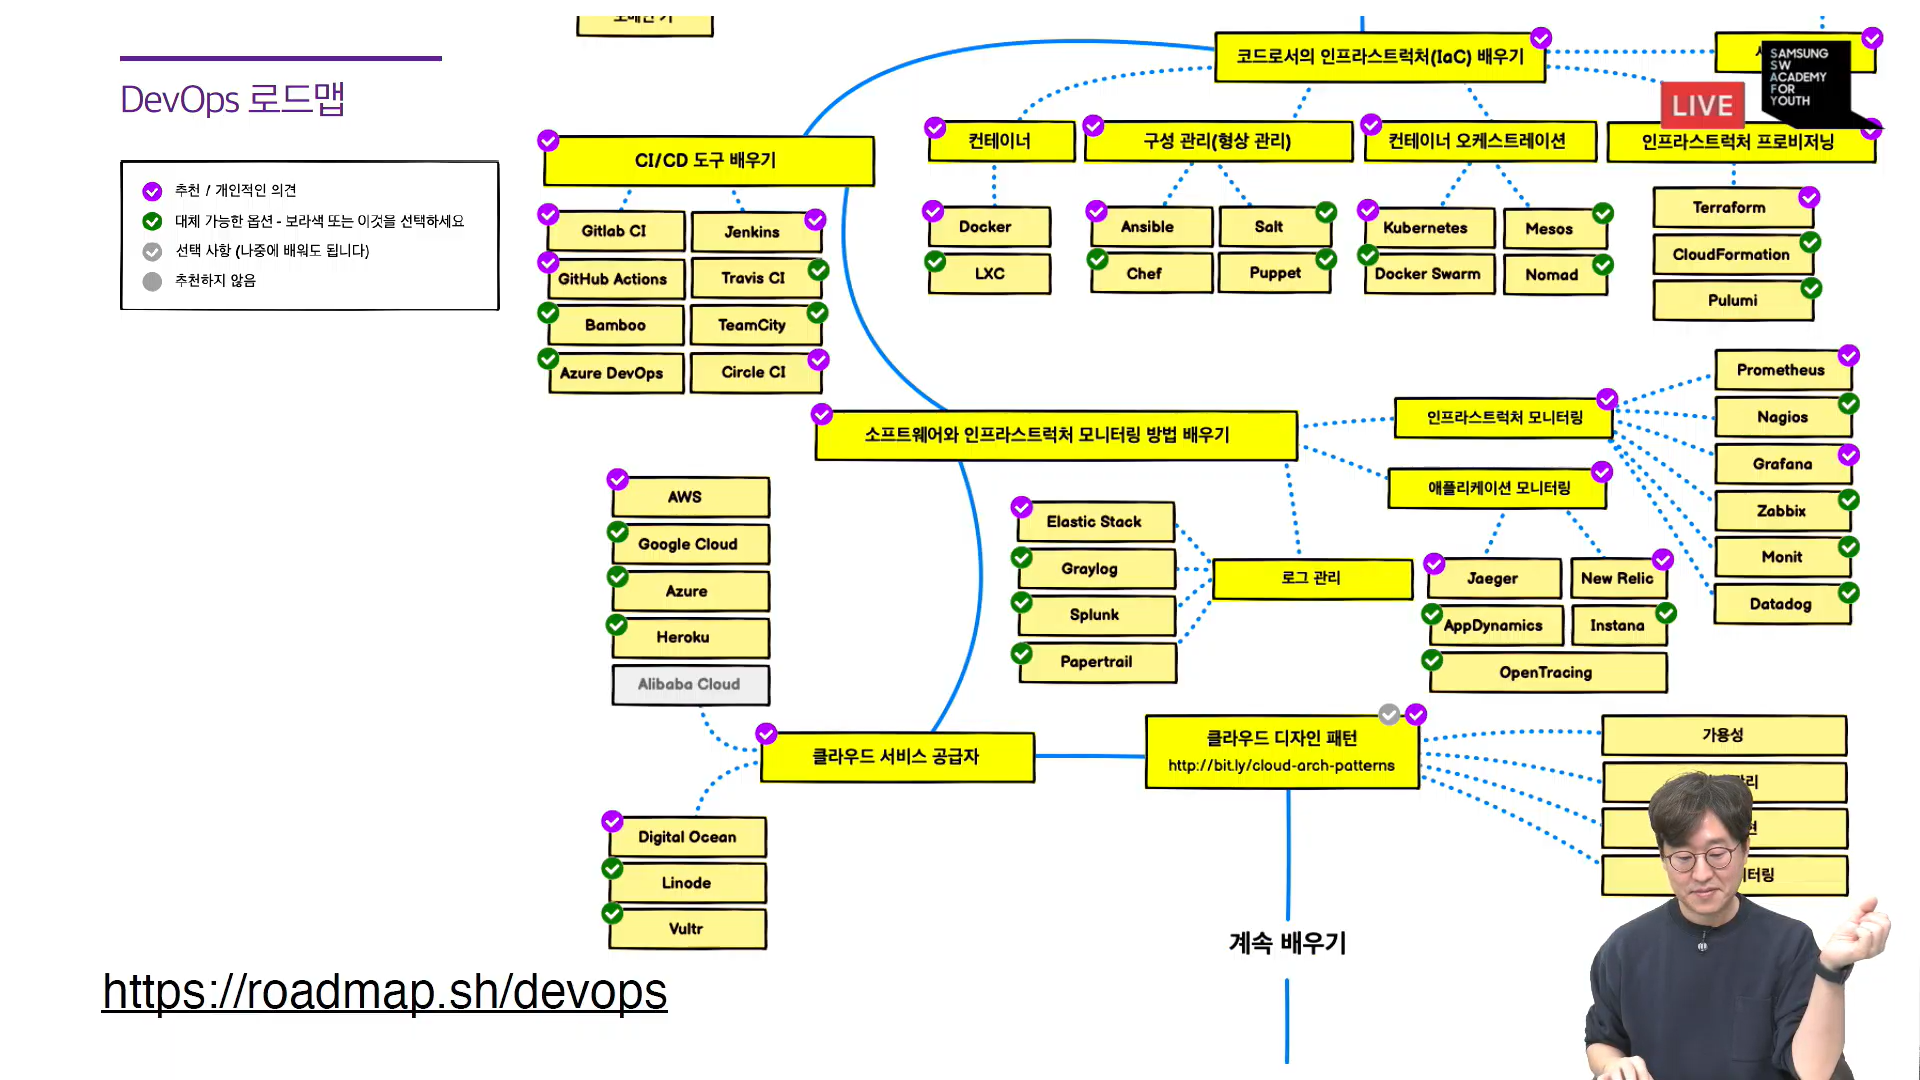 DevOps 로드맵
추천 / 개인적인 의견
대체 가능한 옵션 - 보라색 또는 이것을 선택하세요
선택 사항 (나중에 배워도 됩니다)
추천하지 않음
코드로서의 인프라스트럭처(IaC) 배우기
SAMSUNG
SW
ACADEMY
FOR
YOUTH
LIVE
컨테이너
구성 관리(형상 관리)
컨테이너 오케스트레이션
인프라스트럭처 프로비저닝
Docker
LXC
Ansible
Salt
Chef
Puppet
Kubernetes
Mesos
Docker Swarm
Nomad
Terraform
CloudFormation
Pulumi
CI/CD 도구 배우기
Gitlab CI
Jenkins
GitHub Actions
Travis CI
Bamboo
TeamCity
Azure DevOps
Circle CI
소프트웨어와 인프라스트럭처 모니터링 방법 배우기
인프라스트럭처 모니터링
Prometheus
Nagios
Grafana
Zabbix
Monit
Datadog
애플리케이션 모니터링
Jaeger
New Relic
AppDynamics
Instana
OpenTracing
로그 관리
Elastic Stack
Graylog
Splunk
Papertrail
AWS
Google Cloud
Azure
Heroku
Alibaba Cloud
클라우드 서비스 공급자
Digital Ocean
Linode
Vultr
클라우드 디자인 패턴
http://bit.ly/cloud-arch-patterns
가용성
계속 배우기
https://roadmap.sh/devops